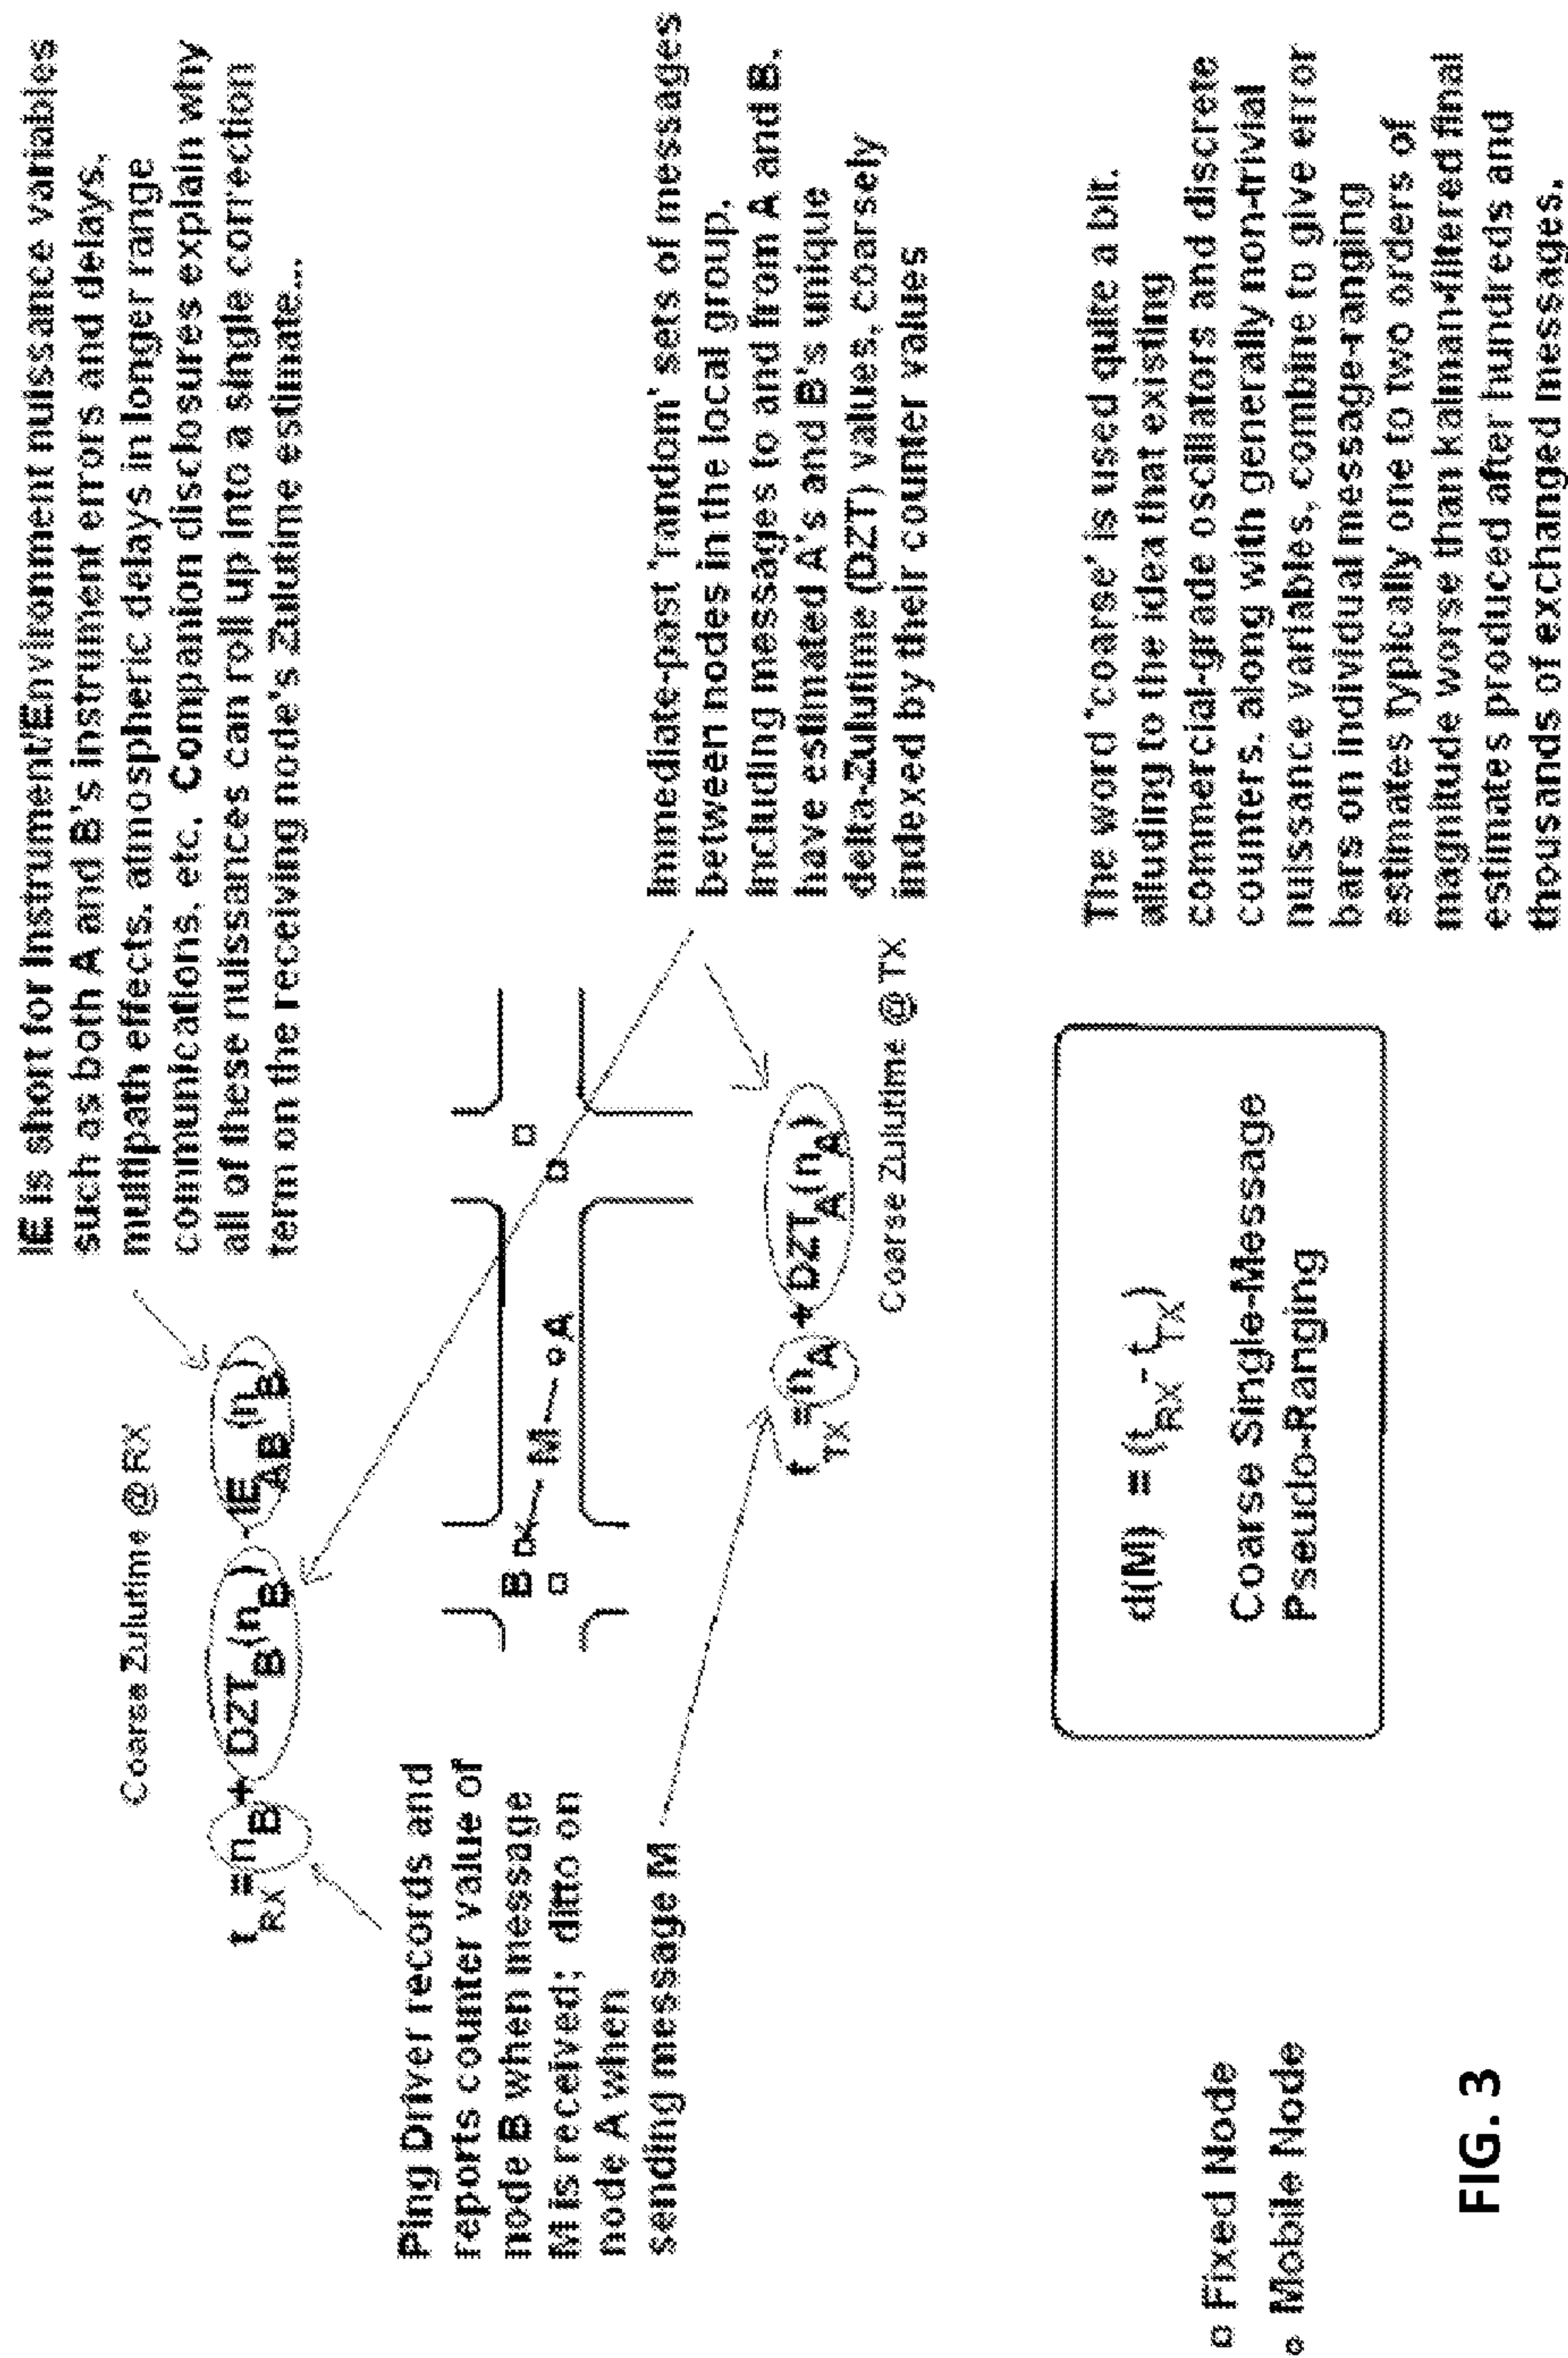 IE is short for Instrument/Environment nuissance variables
such as both A and B's instrument errors and delays,
multipath effects, atmospheric delays in longer range
communications, etc.  Companion disclosures explain why
all of these nuissances can roll up into a single correction
term on the receiving node's Zulutime estimate...
Coarse Zulutime @ RX
t_RX = n_B + DZT_B(n_B) - IE_AB(n_B)
Ping Driver records and
reports counter value of
node B when message
M is received; ditto on
node A when
sending message M
B
M
A
t_TX = n_A + DZT_A(n_A)
Coarse Zulutime @ TX
Immediate-past 'random' sets of messages
between nodes in the local group,
including messages to and from A and B,
have estimated A's and B's unique
delta-Zulutime (DZT) values, coarsely
indexed by their counter values
d(M) = (t_RX - t_TX)
Coarse Single-Message
Pseudo-Ranging
The word 'coarse' is used quite a bit,
alluding to the idea that existing
commercial-grade oscillators and discrete
counters, along with generally non-trivial
nuissance variables, combine to give error
bars on individual message-ranging
estimates typically one to two orders of
magnitude worse than kalman-filtered final
estimates produced after hundreds and
thousands of exchanged messages.
Fixed Node
Mobile Node
FIG. 3